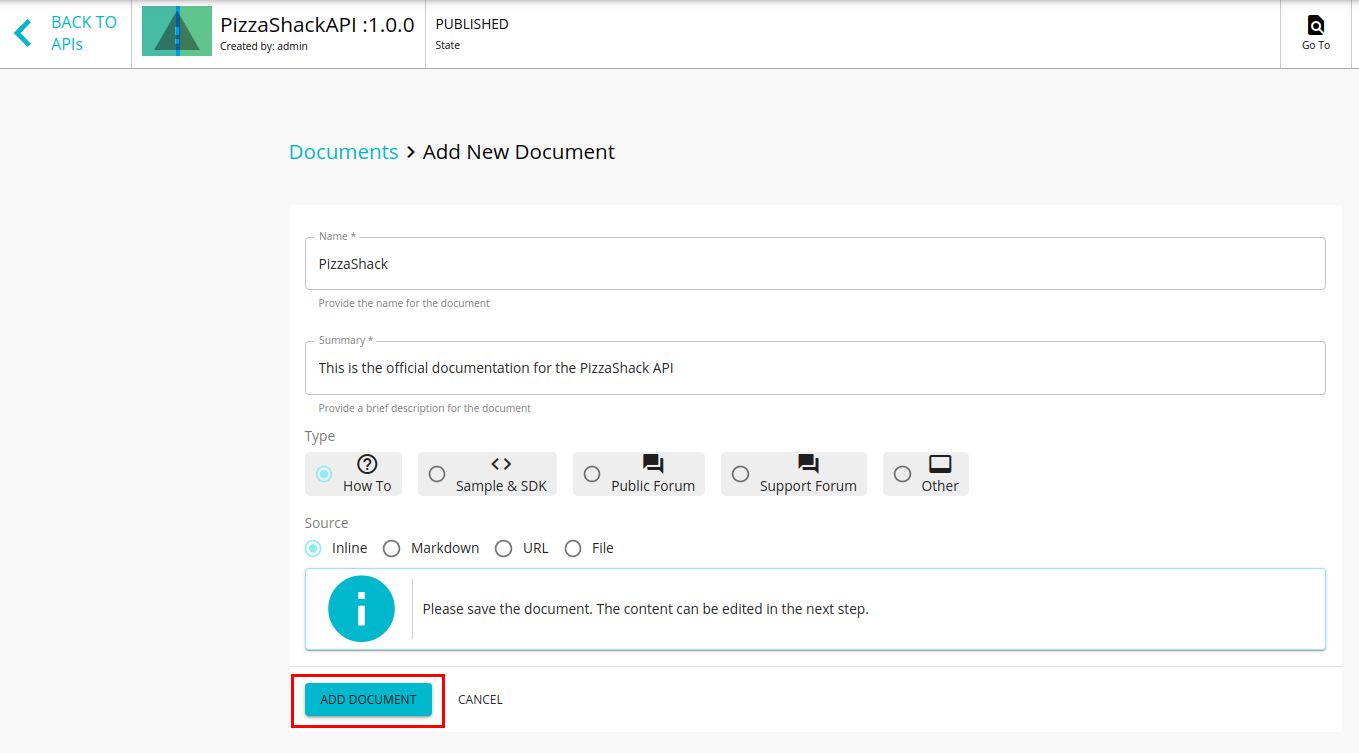 BACK TO
APIs
PizzaShackAPI :1.0.0
Created by: admin
PUBLISHED
State
Go To
Documents > Add New Document
Name *
PizzaShack
Provide the name for the document
Summary *
This is the official documentation for the PizzaShack API
Provide a brief description for the document
Type
How To
Sample & SDK
Public Forum
Support Forum
Other
Source
Inline
Markdown
URL
File
Please save the document. The content can be edited in the next step.
ADD DOCUMENT
CANCEL